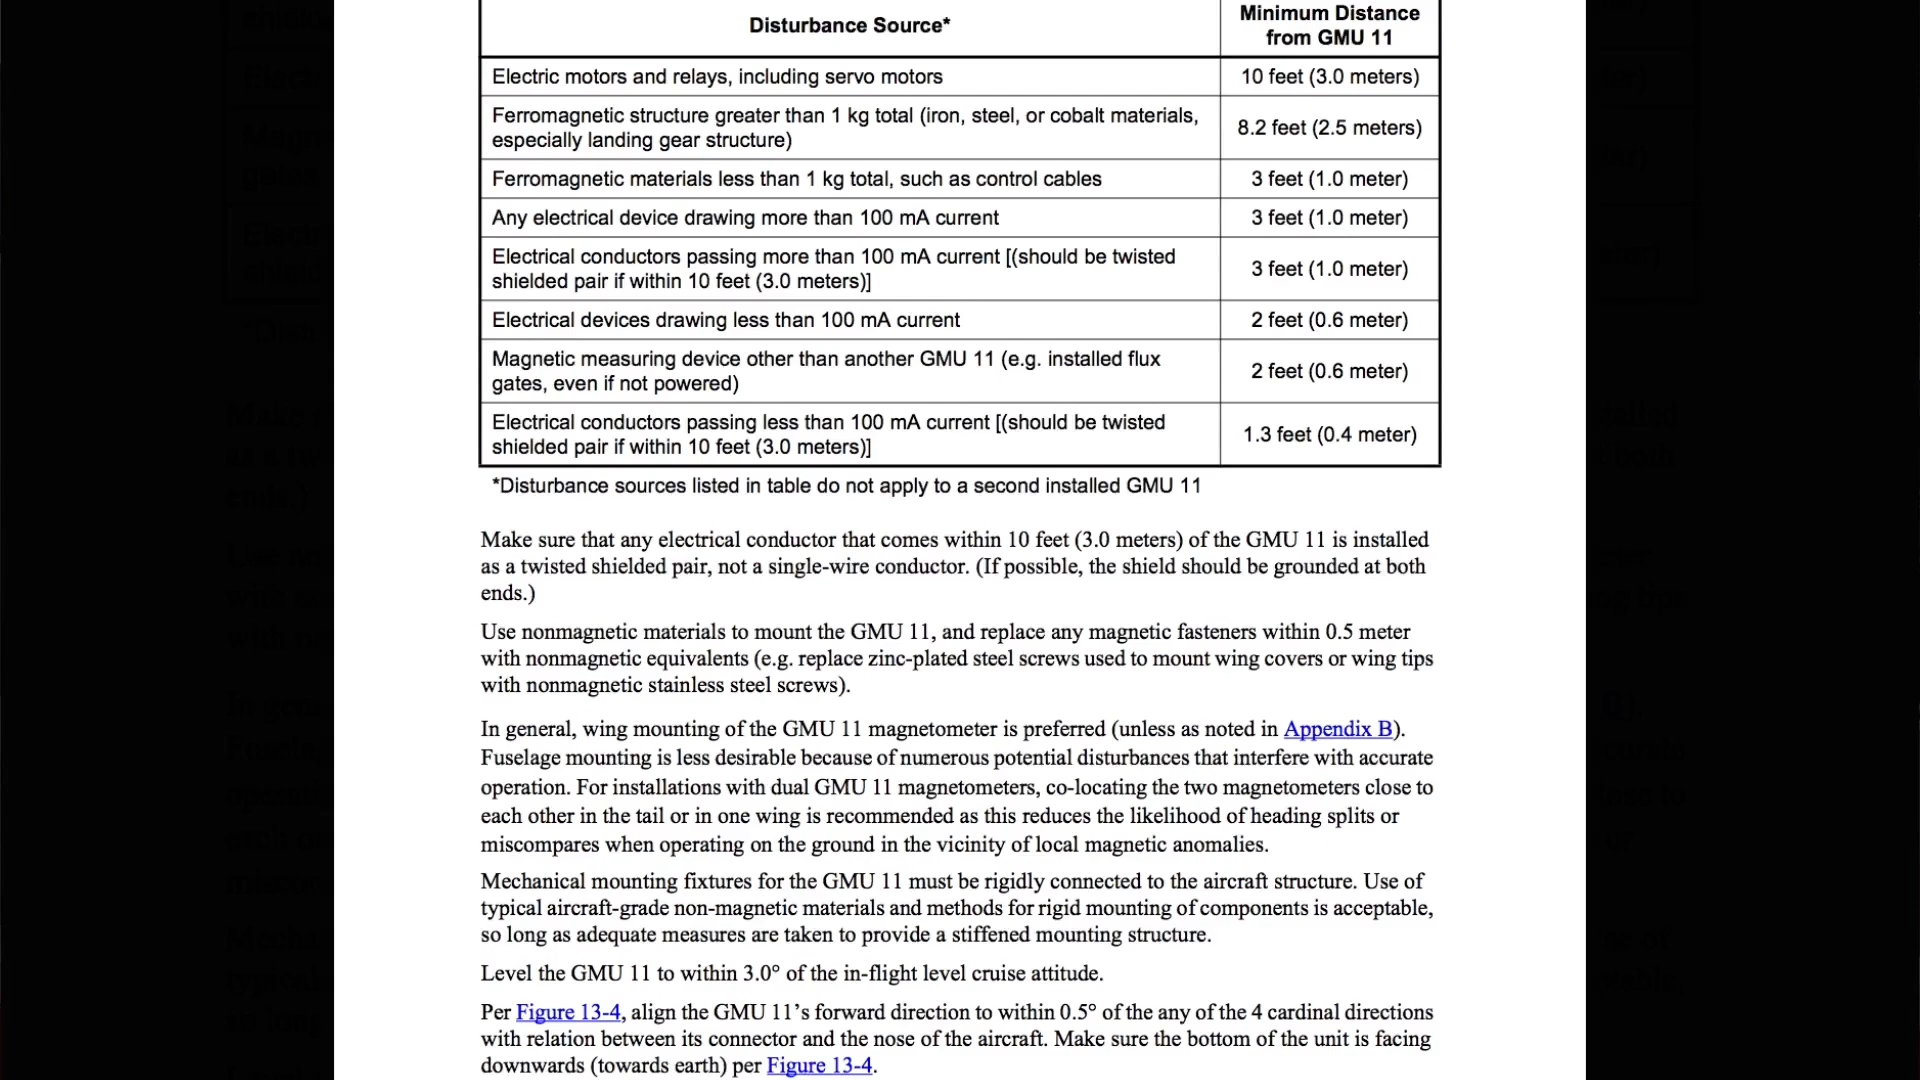 Disturbance Source*
Minimum Distance
from GMU 11
Electric motors and relays, including servo motors
10 feet (3.0 meters)
Ferromagnetic structure greater than 1 kg total (iron, steel, or cobalt materials,
especially landing gear structure)
8.2 feet (2.5 meters)
Ferromagnetic materials less than 1 kg total, such as control cables
3 feet (1.0 meter)
Any electrical device drawing more than 100 mA current
3 feet (1.0 meter)
Electrical conductors passing more than 100 mA current [(should be twisted
shielded pair if within 10 feet (3.0 meters)]
3 feet (1.0 meter)
Electrical devices drawing less than 100 mA current
2 feet (0.6 meter)
Magnetic measuring device other than another GMU 11 (e.g. installed flux
gates, even if not powered)
2 feet (0.6 meter)
Electrical conductors passing less than 100 mA current [(should be twisted
shielded pair if within 10 feet (3.0 meters)]
1.3 feet (0.4 meter)
*Disturbance sources listed in table do not apply to a second installed GMU 11
Make sure that any electrical conductor that comes within 10 feet (3.0 meters) of the GMU 11 is installed
as a twisted shielded pair, not a single-wire conductor. (If possible, the shield should be grounded at both
ends.)
Use nonmagnetic materials to mount the GMU 11, and replace any magnetic fasteners within 0.5 meter
with nonmagnetic equivalents (e.g. replace zinc-plated steel screws used to mount wing covers or wing tips
with nonmagnetic stainless steel screws).
In general, wing mounting of the GMU 11 magnetometer is preferred (unless as noted in Appendix B).
Fuselage mounting is less desirable because of numerous potential disturbances that interfere with accurate
operation. For installations with dual GMU 11 magnetometers, co-locating the two magnetometers close to
each other in the tail or in one wing is recommended as this reduces the likelihood of heading splits or
miscompares when operating on the ground in the vicinity of local magnetic anomalies.
Mechanical mounting fixtures for the GMU 11 must be rigidly connected to the aircraft structure. Use of
typical aircraft-grade non-magnetic materials and methods for rigid mounting of components is acceptable,
so long as adequate measures are taken to provide a stiffened mounting structure.
Level the GMU 11 to within 3.0° of the in-flight level cruise attitude.
Per Figure 13-4, align the GMU 11's forward direction to within 0.5° of the any of the 4 cardinal directions
with relation between its connector and the nose of the aircraft. Make sure the bottom of the unit is facing
downwards (towards earth) per Figure 13-4.